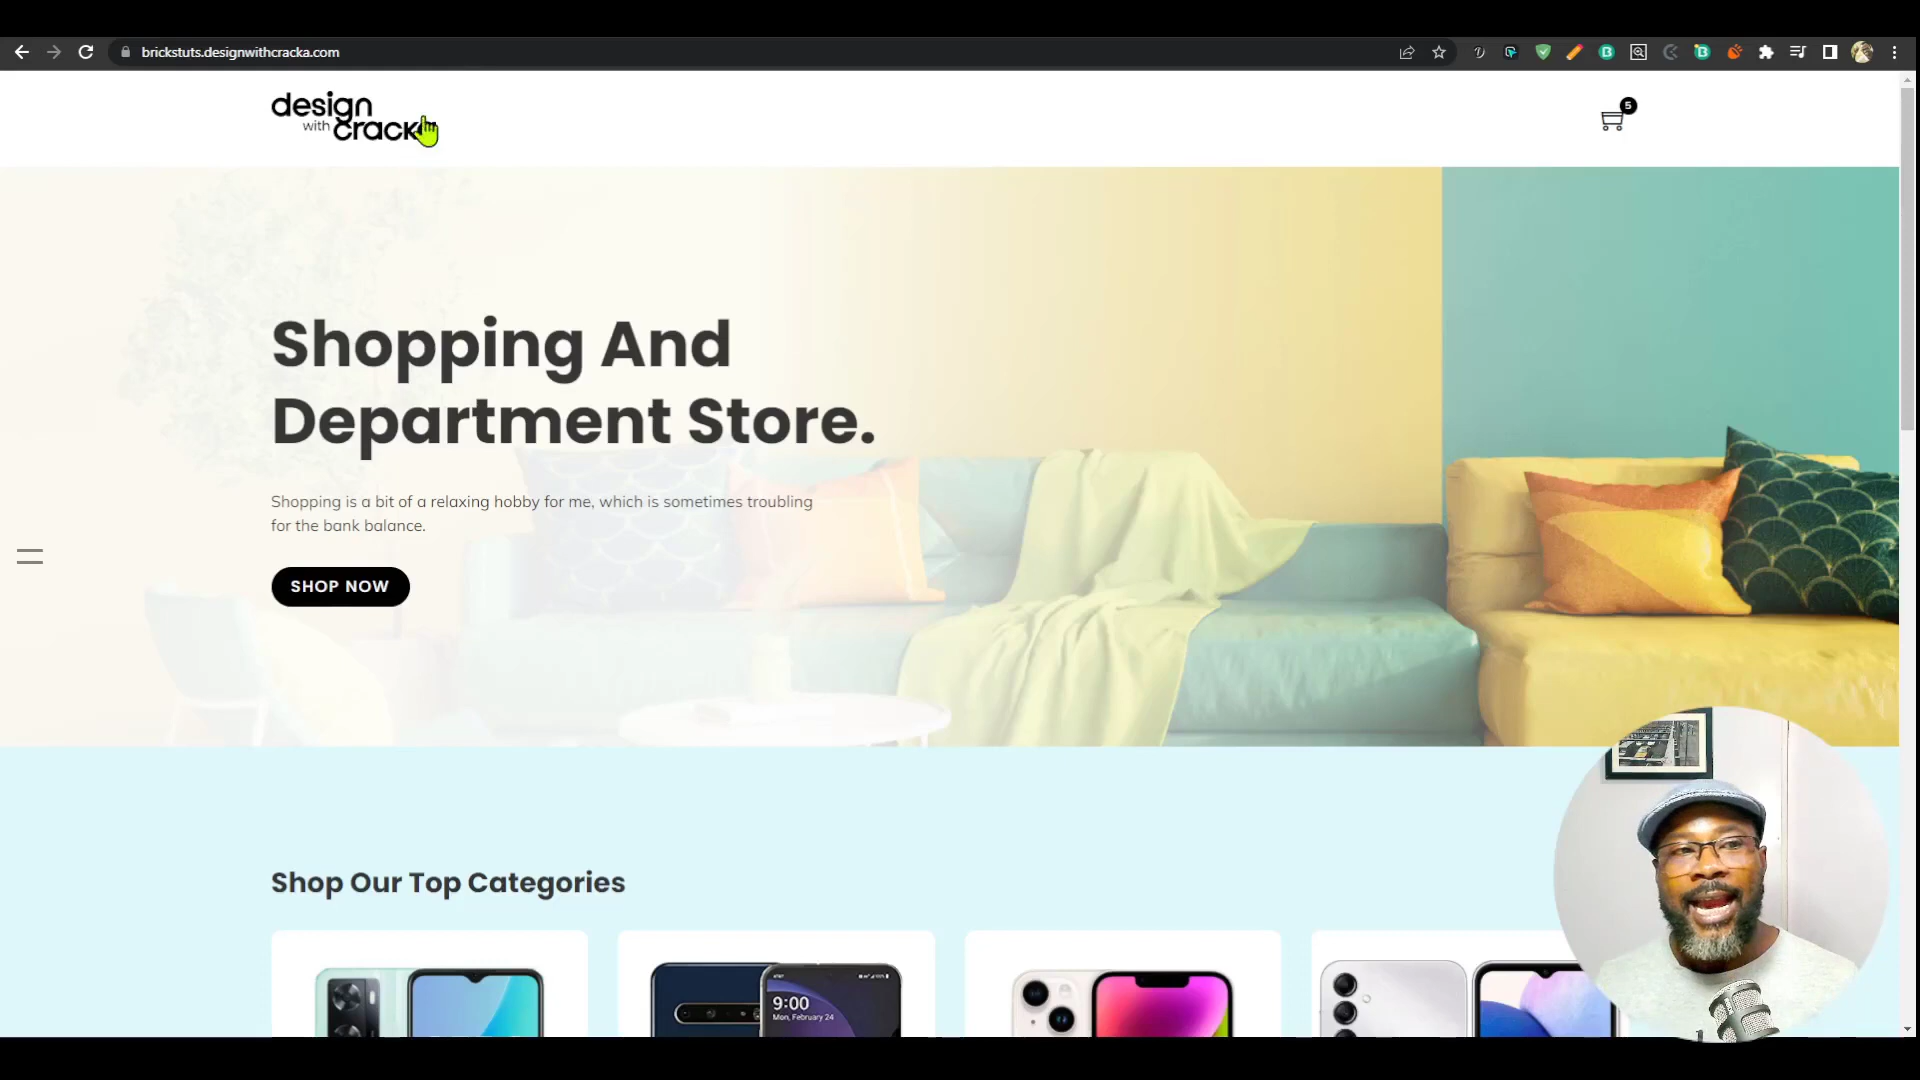 brickstuts.designwithcracka.com
design
with crack
5
Shopping And
Department Store.
Shopping is a bit of a relaxing hobby for me, which is sometimes troubling
for the bank balance.
SHOP NOW
Shop Our Top Categories
9:00
Mon, February 24